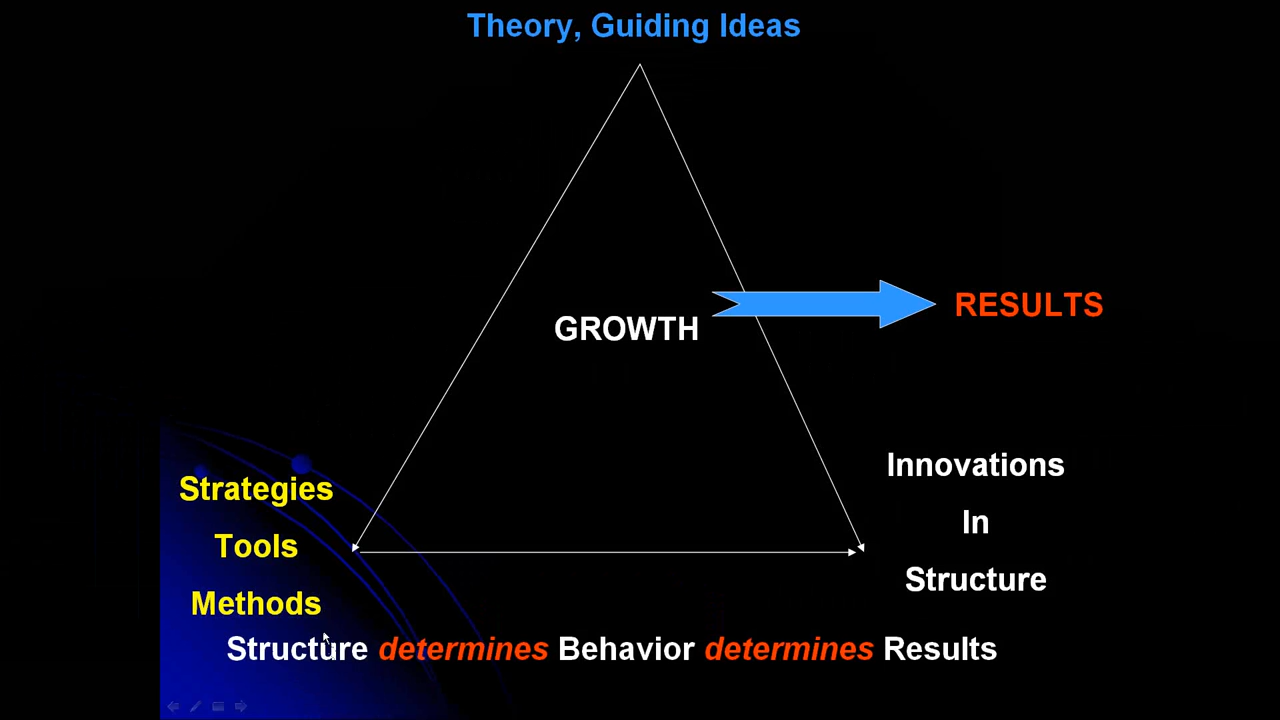 Theory, Guiding Ideas
GROWTH
RESULTS
Strategies
Tools
Methods
Innovations
In
Structure
Structure determines Behavior determines Results